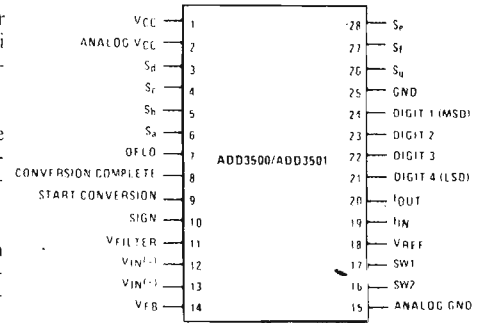 VCC 1
ANALOG VCC 2
Sd 3
Sc 4
Sb 5
Sa 6
OFLO 7
CONVERSION COMPLETE 8
START CONVERSION 9
SIGN 10
VFILTER 11
VIN(-) 12
VIN(-) 13
VFB 14
ADD3500/ADD3501
28 Se
27 Sf
26 Sg
25 GND
24 DIGIT 1 (MSD)
23 DIGIT 2
22 DIGIT 3
21 DIGIT 4 (LSD)
20 fOUT
19 fIN
18 VREF
17 SW1
16 SW2
15 ANALOG GND